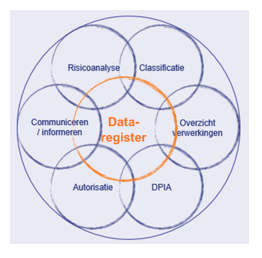 Risicoanalyse
Classificatie
Communiceren
/ informeren
Data-
register
Overzicht
verwerkingen
Autorisatie
DPIA